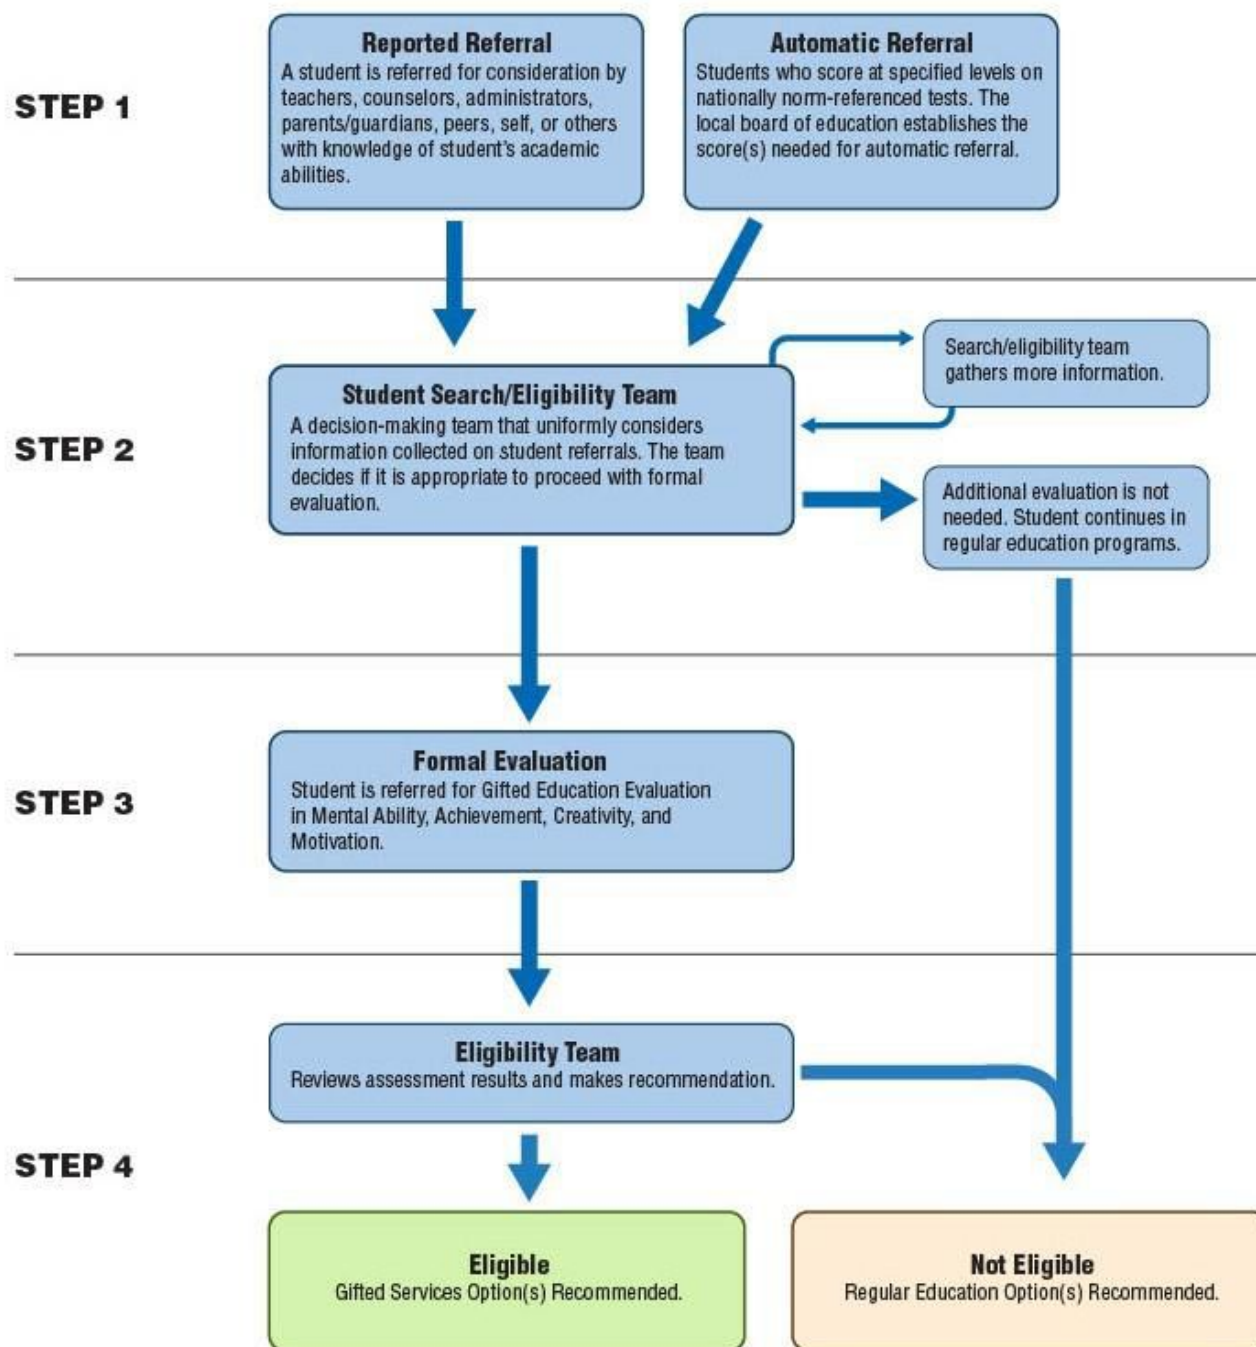 STEP 1
Reported Referral
A student is referred for consideration by
teachers, counselors, administrators,
parents/guardians, peers, self, or others
with knowledge of student's academic
abilities.
Automatic Referral
Students who score at specified levels on
nationally norm-referenced tests. The
local board of education establishes the
score(s) needed for automatic referral.
STEP 2
Student Search/Eligibility Team
A decision-making team that uniformly considers
information collected on student referrals. The team
decides if it is appropriate to proceed with formal
evaluation.
Search/eligibility team
gathers more information.
Additional evaluation is not
needed. Student continues in
regular education programs.
STEP 3
Formal Evaluation
Student is referred for Gifted Education Evaluation
in Mental Ability, Achievement, Creativity, and
Motivation.
STEP 4
Eligibility Team
Reviews assessment results and makes recommendation.
Eligible
Gifted Services Option(s) Recommended.
Not Eligible
Regular Education Option(s) Recommended.